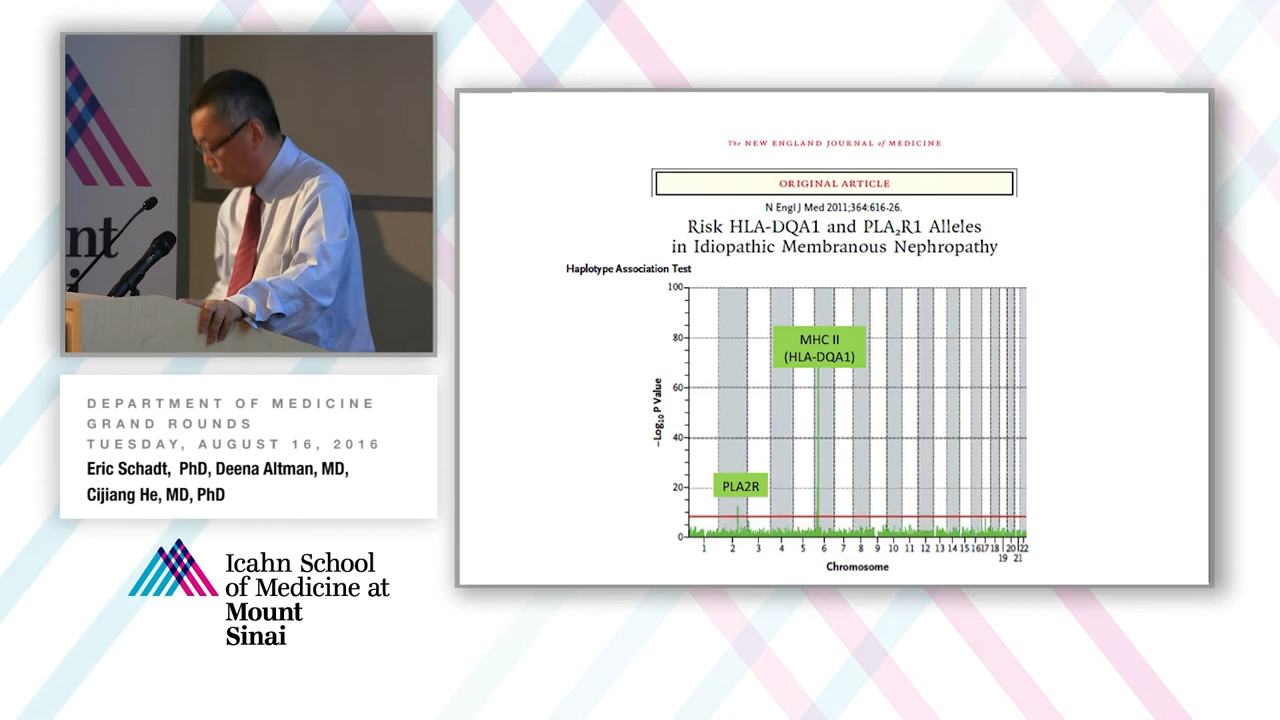 nt
DEPARTMENT OF MEDICINE
GRAND ROUNDS
TUESDAY, AUGUST 16, 2016
Eric Schadt, PhD, Deena Altman, MD,
Cijiang He, MD, PhD
Icahn School
of Medicine at
Mount
Sinai
The NEW ENGLAND JOURNAL of MEDICINE
ORIGINAL ARTICLE
N Engl J Med 2011;364:616-26.
Risk HLA-DQA1 and PLA₂R1 Alleles
in Idiopathic Membranous Nephropathy
Haplotype Association Test
100
80
60
40
20
0
−Log₁₀ P Value
MHC II
(HLA-DQA1)
PLA2R
1 2 3 4 5 6 7 8 9 10 11 12 13 14 15 16 17 18 20 22
19 21
Chromosome